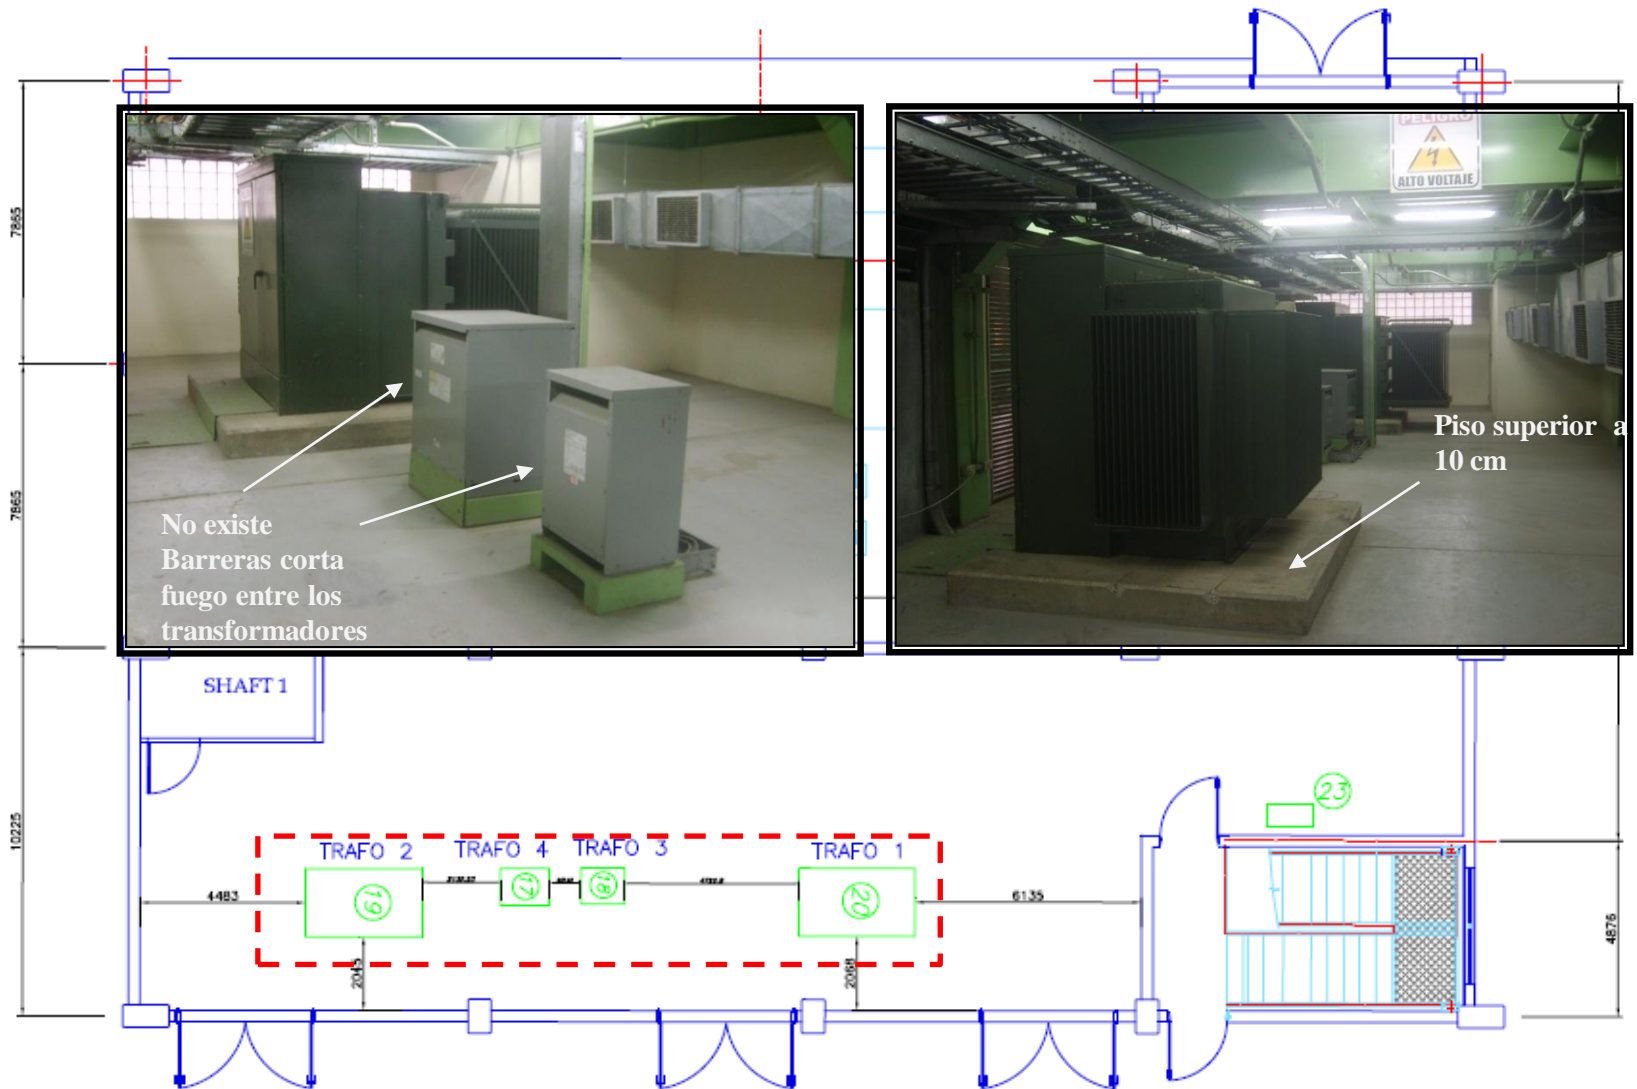 PELIGRO
ALTO VOLTAJE
7865
No existe
Barreras corta
fuego entre los
transformadores
Piso superior a
10 cm
7865
SHAFT 1
10225
23
TRAFO 2
TRAFO 4
TRAFO 3
TRAFO 1
19
17
18
20
4483
6135
2045
2068
4876